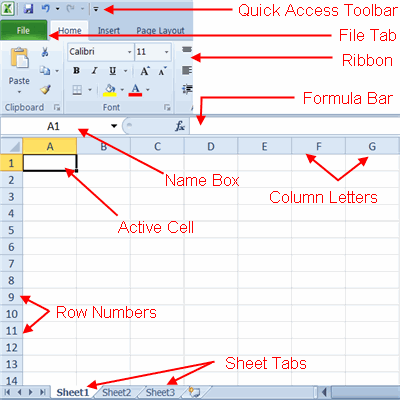 Quick Access Toolbar
File Home Insert Page Layout
File Tab
Calibri 11
Ribbon
Paste
B I U A A
Clipboard Font
Formula Bar
A1 fx
A B C D E F G
1
2
Name Box
Column Letters
3
4
Active Cell
5
6
7
8
9
Row Numbers
10
11
12
13
Sheet Tabs
14
Sheet1 Sheet2 Sheet3